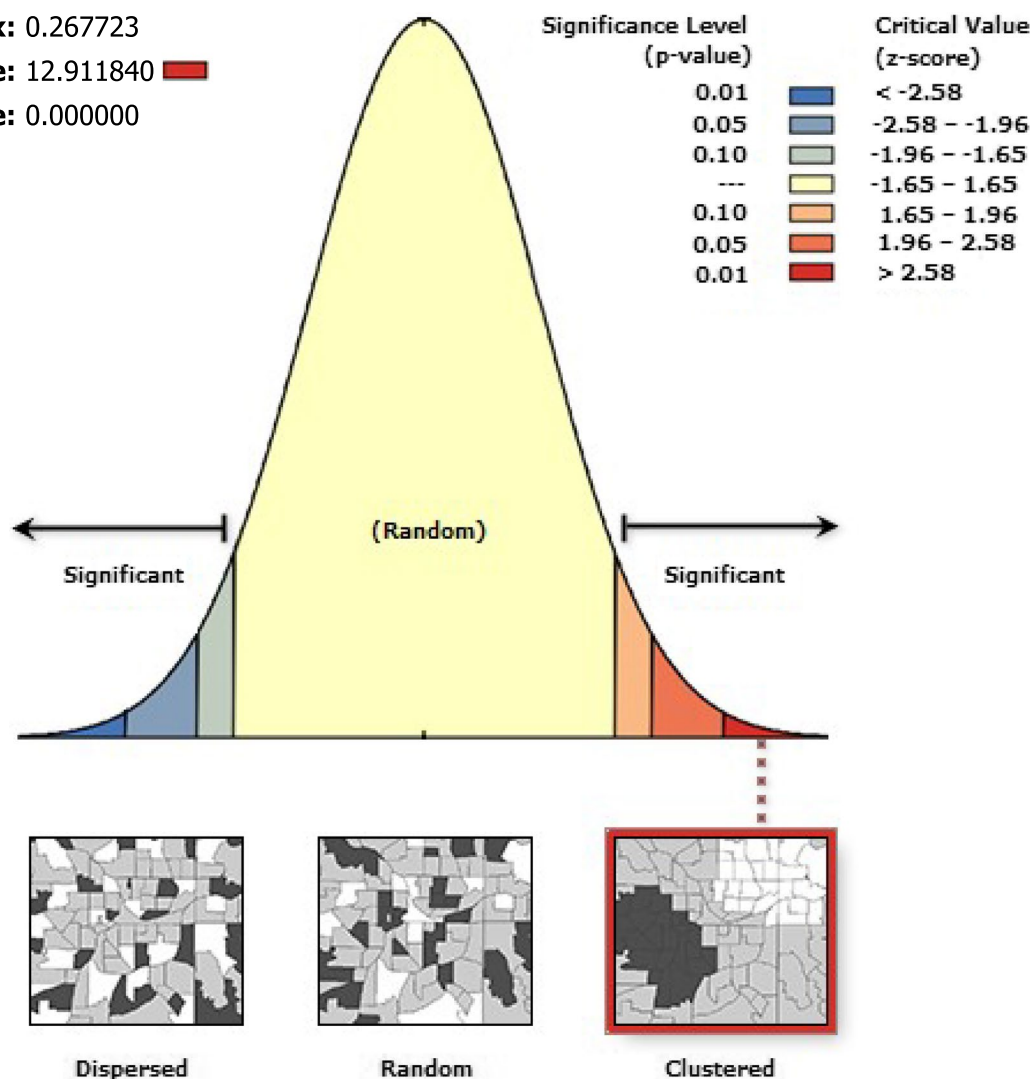 x: 0.267723
e: 12.911840
e: 0.000000
Significance Level
(p-value)
Critical Value
(z-score)
0.01 < -2.58
0.05 -2.58 – -1.96
0.10 -1.96 – -1.65
--- -1.65 – 1.65
0.10 1.65 – 1.96
0.05 1.96 – 2.58
0.01 > 2.58
(Random)
Significant
Significant
Dispersed
Random
Clustered